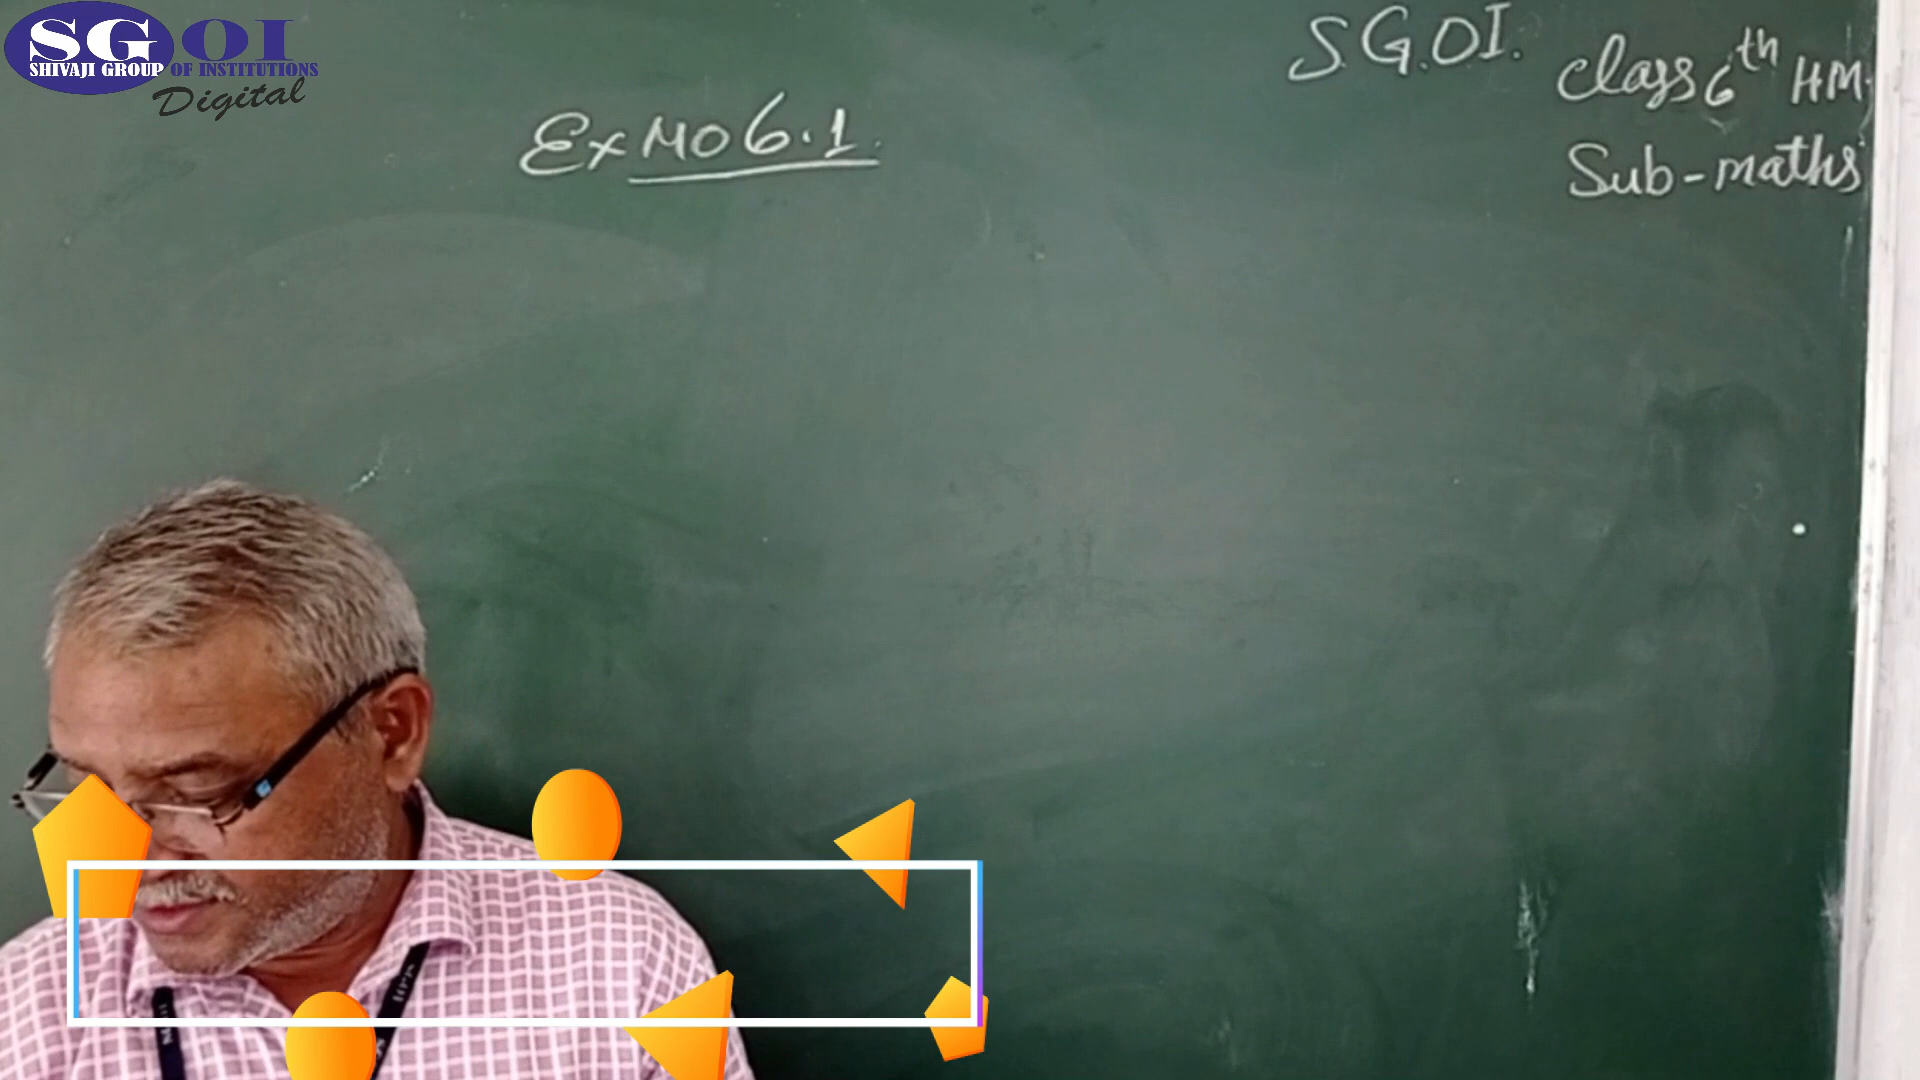 SGOI
SHIVAJI GROUP OF INSTITUTIONS
Digital
S.G.OI.
Class 6th HM.
Sub-maths
Ex NO 6.1.